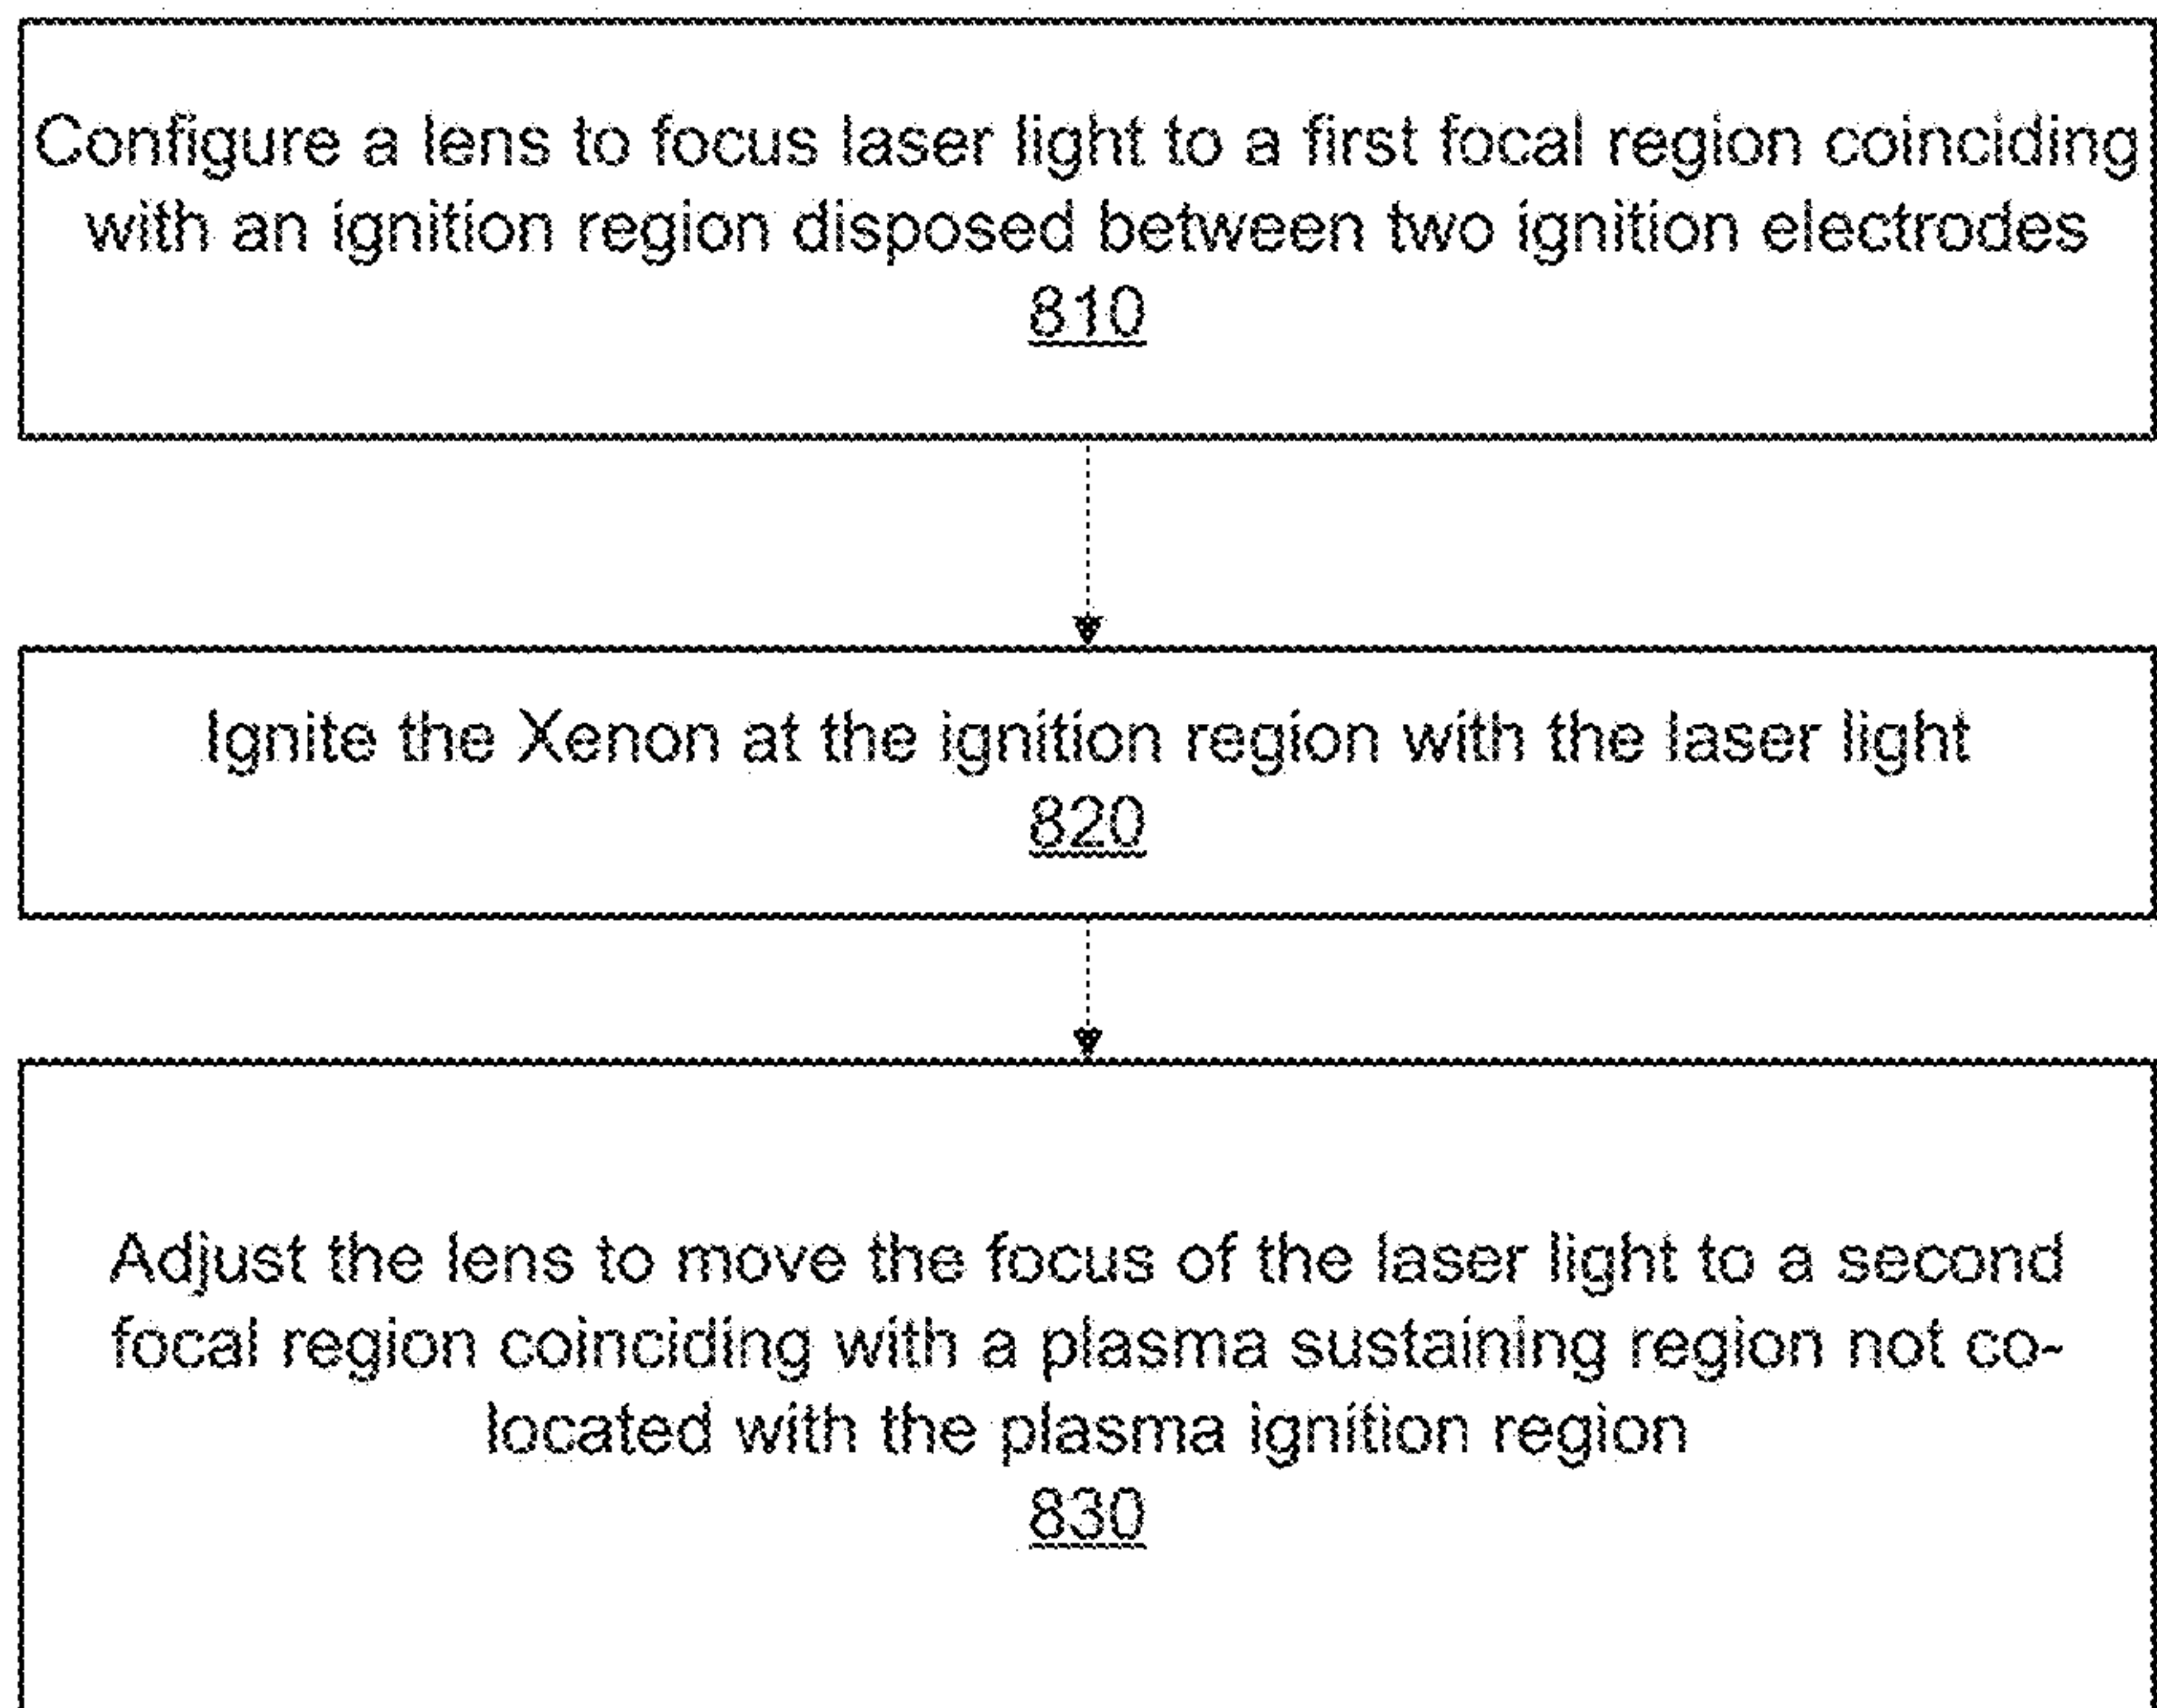 Configure a lens to focus laser light to a first focal region coinciding
with an ignition region disposed between two ignition electrodes
810
Ignite the Xenon at the ignition region with the laser light
820
Adjust the lens to move the focus of the laser light to a second
focal region coinciding with a plasma sustaining region not co-
located with the plasma ignition region
830